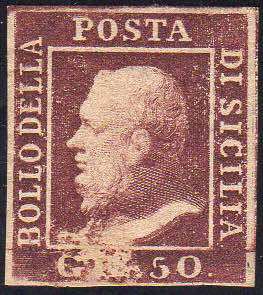 BOLLO DELLA
POSTA
DI SICILIA
G. 50.